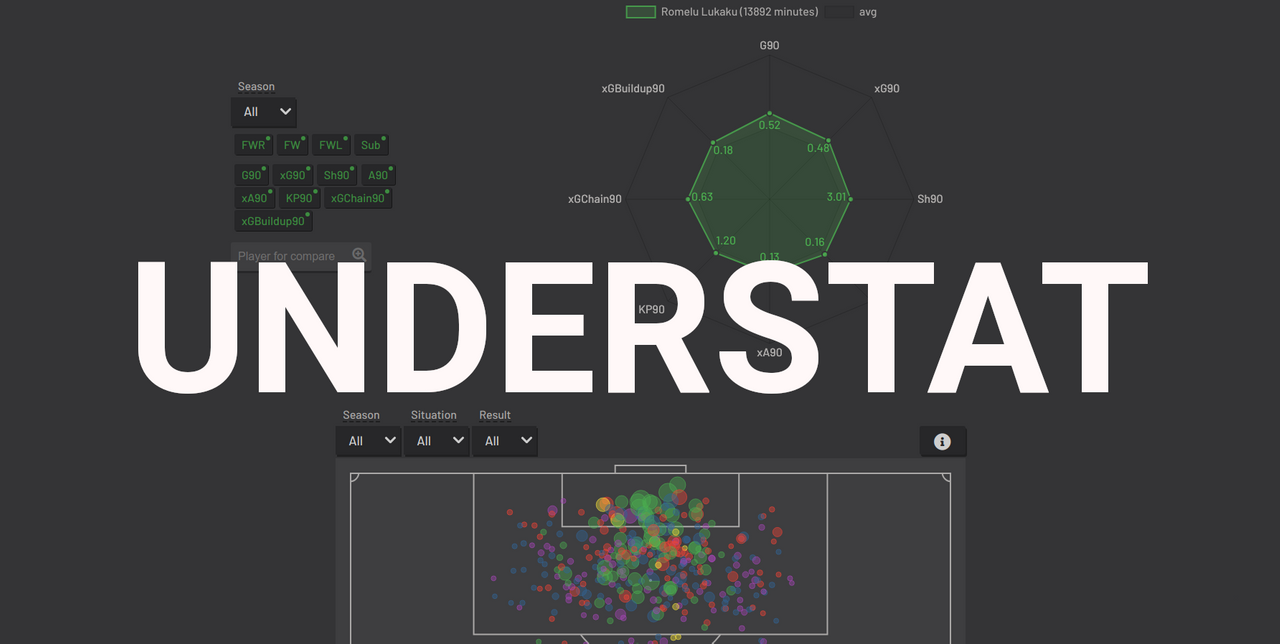 Romelu Lukaku (13892 minutes) avg
G90
xGBuildup90 xG90
Season
All
0.52
0.18 0.48
FWR FW FWL Sub
G90 xG90 Sh90 A90
xA90 KP90 xGChain90
xGBuildup90
xGChain90 0.63 3.01 Sh90
1.20 0.16
0.13
Player for compare
UNDERSTAT
KP90
xA90
Season Situation Result
All All All